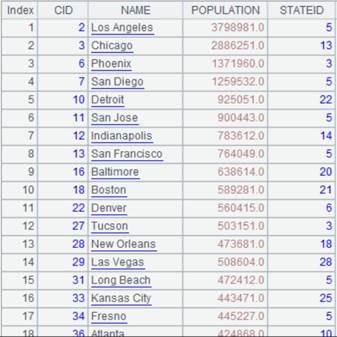 Index CID NAME POPULATION STATEID
1 2 Los Angeles 3798981.0 5
2 3 Chicago 2886251.0 13
3 6 Phoenix 1371960.0 3
4 7 San Diego 1259532.0 5
5 10 Detroit 925051.0 22
6 11 San Jose 900443.0 5
7 12 Indianapolis 783612.0 14
8 13 San Francisco 764049.0 5
9 16 Baltimore 638614.0 20
10 18 Boston 589281.0 21
11 22 Denver 560415.0 6
12 27 Tucson 503151.0 3
13 28 New Orleans 473681.0 18
14 29 Las Vegas 508604.0 28
15 31 Long Beach 472412.0 5
16 33 Kansas City 443471.0 25
17 34 Fresno 445227.0 5
18 36 Atlanta 424868.0 10